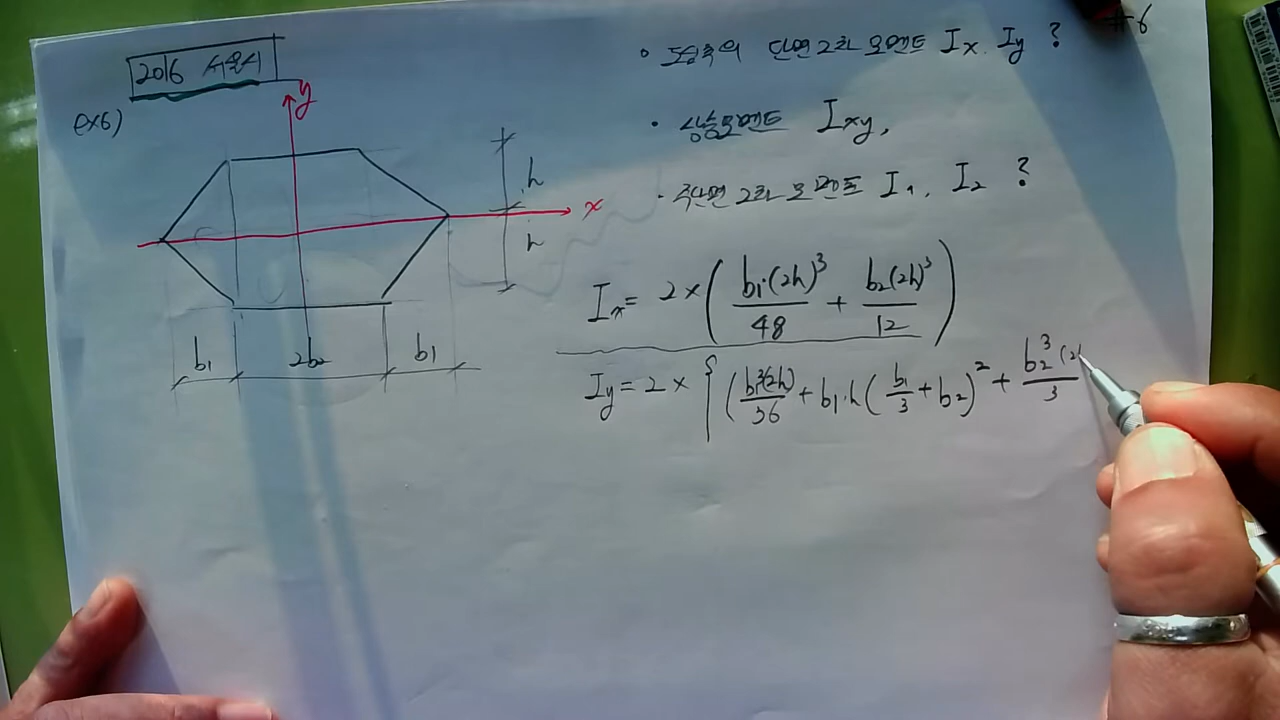 #6
2016 서울시
ex6)
• 도심축의 단면2차 모멘트 Ix. Iy ?
• 상승모멘트 Ixy,
• 주단면2차 모멘트 I1, I2 ?
y
x
h
h
b1 2b2 b1
Ix = 2×( b1·(2h)³/48 + b2(2h)³/12 )
Iy = 2× { ( b1³(2h)/36 + b1·h ( b1/3 + b2 )² + b2³(2h/3